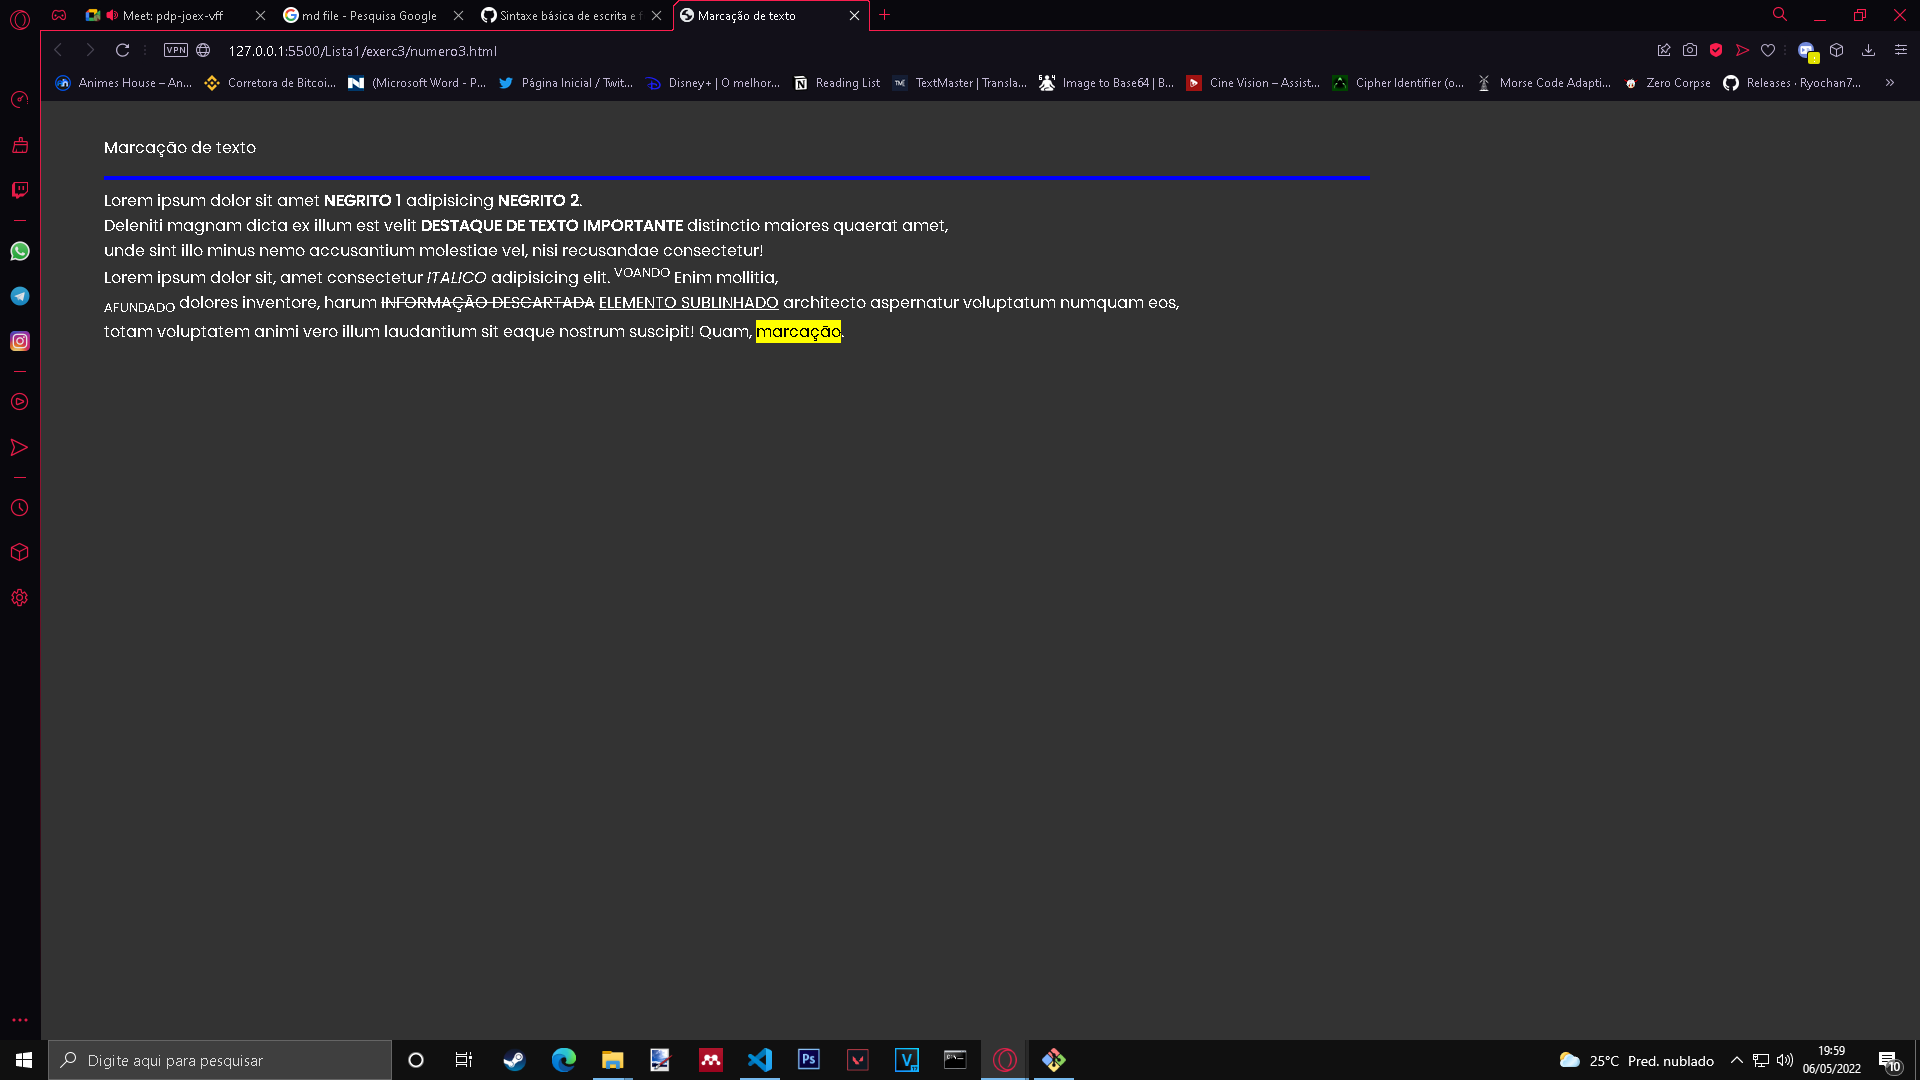 Meet: pdp-joex-vff
md file - Pesquisa Google
Sintaxe básica de escrita e f
Marcação de texto
VPN
127.0.0.1:5500/Lista1/exerc3/numero3.html
Animes House – An...
Corretora de Bitcoi...
(Microsoft Word - P...
Página Inicial / Twit...
Disney+ | O melhor...
Reading List
TextMaster | Transla...
Image to Base64 | B...
Cine Vision – Assist...
Cipher Identifier (o...
Morse Code Adapti...
Zero Corpse
Releases · Ryochan7...
Marcação de texto
Lorem ipsum dolor sit amet NEGRITO 1 adipisicing NEGRITO 2.
Deleniti magnam dicta ex illum est velit DESTAQUE DE TEXTO IMPORTANTE distinctio maiores quaerat amet,
unde sint illo minus nemo accusantium molestiae vel, nisi recusandae consectetur!
Lorem ipsum dolor sit, amet consectetur ITALICO adipisicing elit. VOANDO Enim mollitia,
AFUNDADO dolores inventore, harum INFORMAÇÃO DESCARTADA ELEMENTO SUBLINHADO architecto aspernatur voluptatum numquam eos,
totam voluptatem animi vero illum laudantium sit eaque nostrum suscipit! Quam, marcação.
Digite aqui para pesquisar
Ps
25°C Pred. nublado
19:59
06/05/2022
10